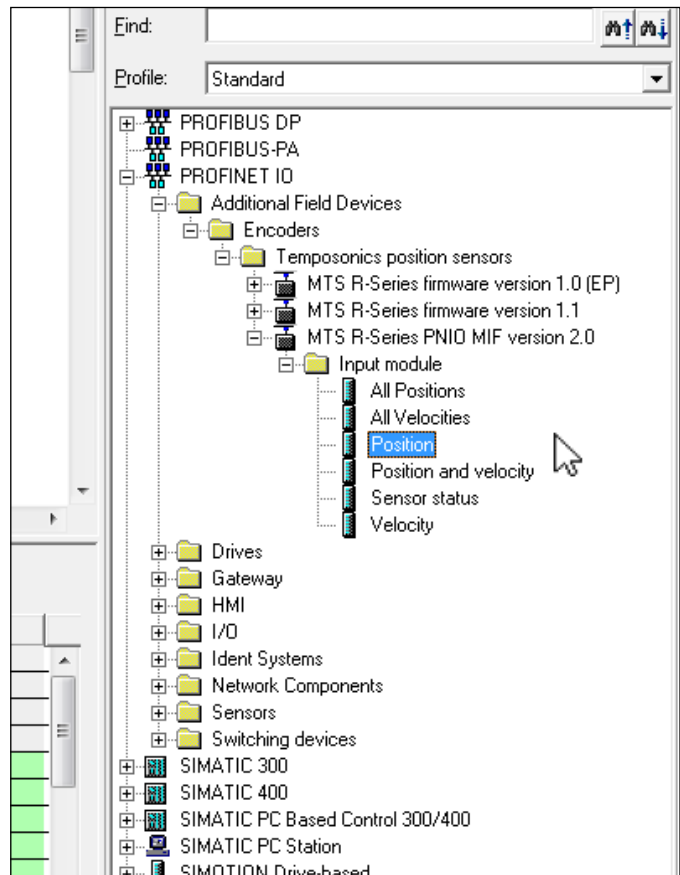 Find:
Profile: Standard
PROFIBUS DP
PROFIBUS-PA
PROFINET IO
Additional Field Devices
Encoders
Temposonics position sensors
MTS R-Series firmware version 1.0 (EP)
MTS R-Series firmware version 1.1
MTS R-Series PNIO MIF version 2.0
Input module
All Positions
All Velocities
Position
Position and velocity
Sensor status
Velocity
Drives
Gateway
HMI
I/O
Ident Systems
Network Components
Sensors
Switching devices
SIMATIC 300
SIMATIC 400
SIMATIC PC Based Control 300/400
SIMATIC PC Station
SIMOTION Drive-based